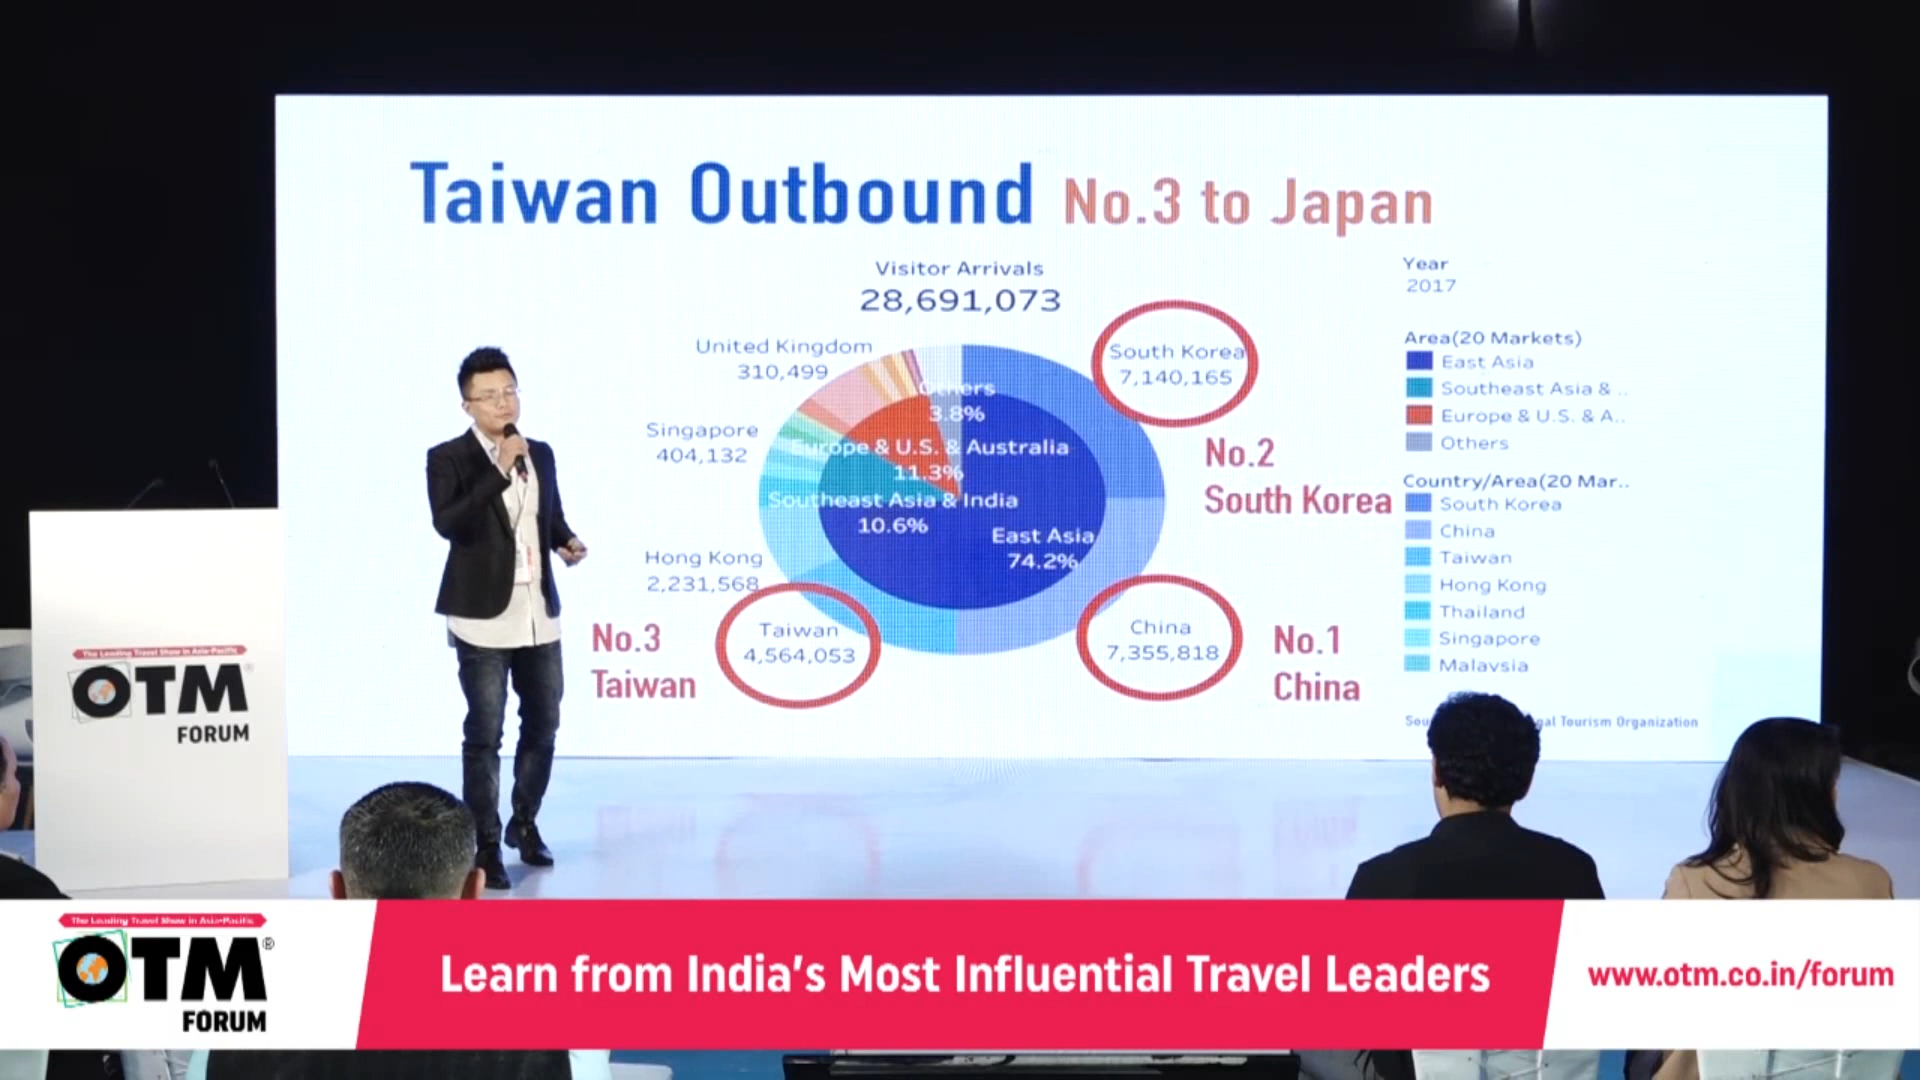 Taiwan Outbound No.3 to Japan
Visitor Arrivals
28,691,073
Year
2017
United Kingdom
310,499
South Korea
7,140,165
Others
3.8%
Singapore
404,132
Europe & U.S. & Australia
11.3%
Southeast Asia & India
10.6%
East Asia
74.2%
No.2
South Korea
Hong Kong
2,231,568
No.3
Taiwan
Taiwan
4,564,053
China
7,355,818
No.1
China
Area(20 Markets)
East Asia
Southeast Asia & ..
Europe & U.S. & A..
Others
Country/Area(20 Mar..
South Korea
China
Taiwan
Hong Kong
Thailand
Singapore
Malaysia
Tourism Organization
The Leading Travel Show in Asia-Pacific
OTM®
FORUM
The Leading Travel Show in Asia-Pacific
OTM®
FORUM
Learn from India's Most Influential Travel Leaders
www.otm.co.in/forum